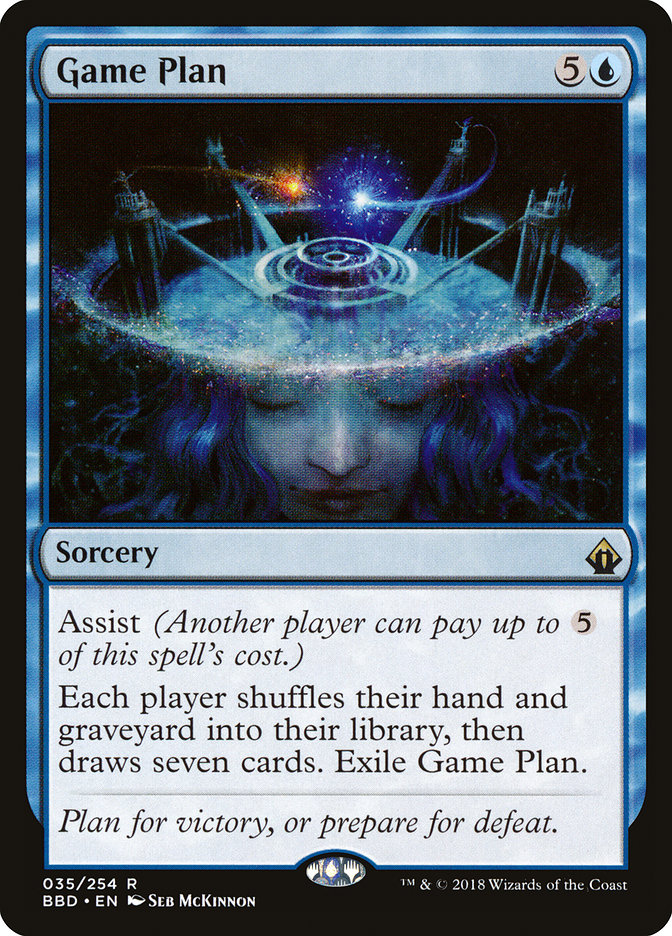 Game Plan 5
Sorcery
Assist (Another player can pay up to 5
of this spell's cost.)
Each player shuffles their hand and
graveyard into their library, then
draws seven cards. Exile Game Plan.
Plan for victory, or prepare for defeat.
035/254 R
BBD • EN Seb McKinnon
™ & © 2018 Wizards of the Coast